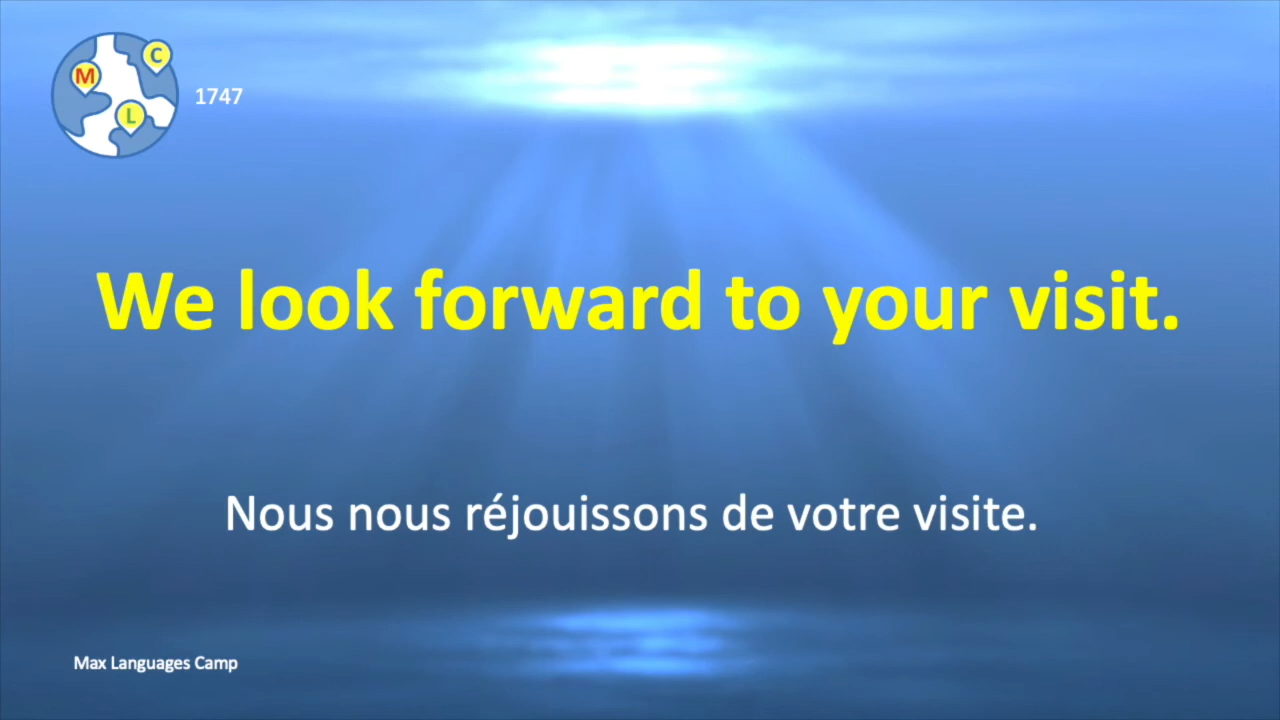 C
M
L
1747
We look forward to your visit.
Nous nous réjouissons de votre visite.
Max Languages Camp